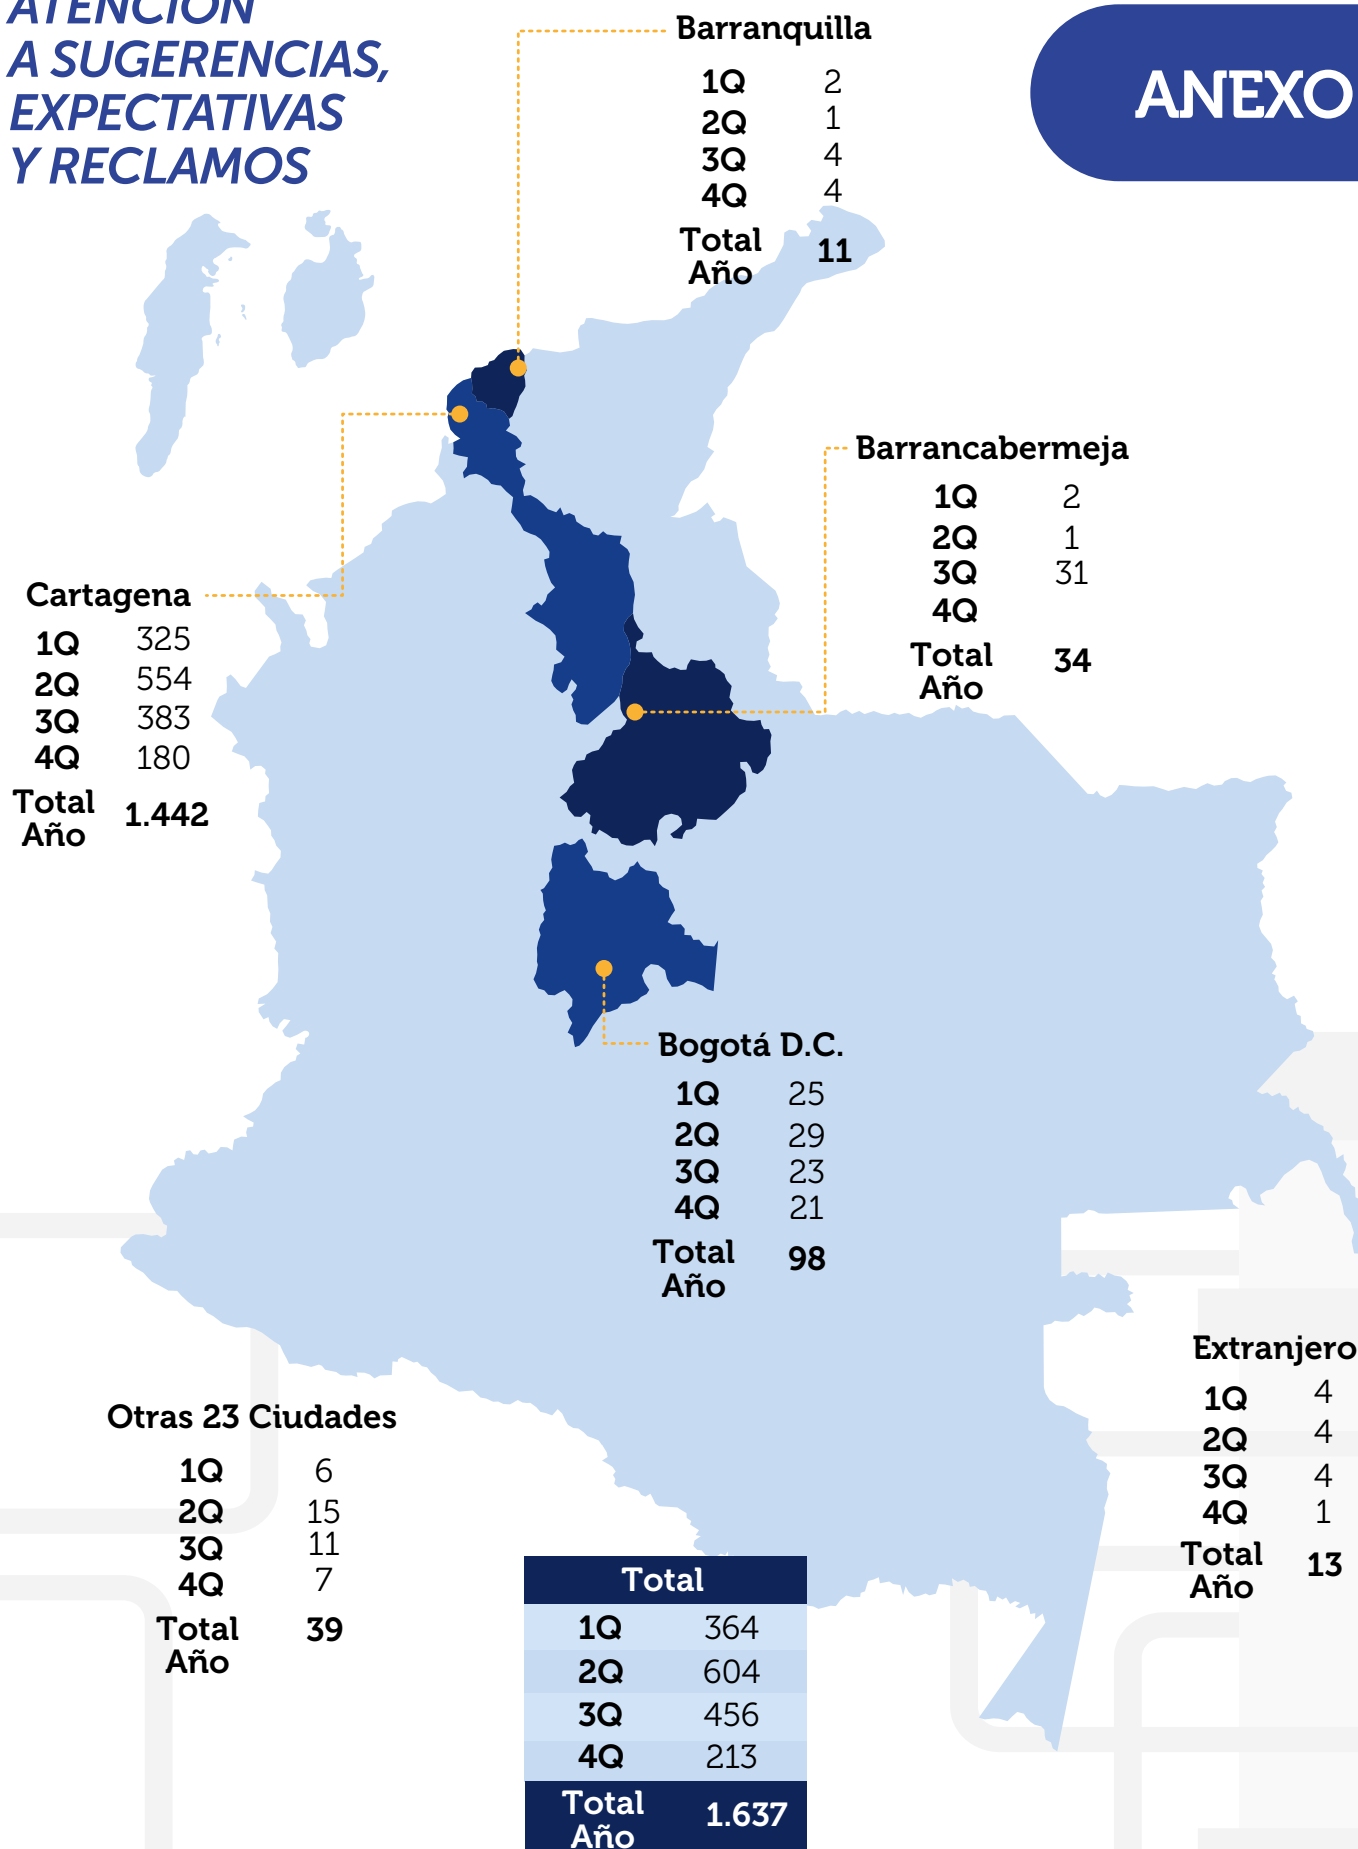 ATENCIÓN
A SUGERENCIAS,
EXPECTATIVAS
Y RECLAMOS
ANEXO
Barranquilla
1Q 2
2Q 1
3Q 4
4Q 4
Total Año 11
Barrancabermeja
1Q 2
2Q 1
3Q 31
4Q
Total Año 34
Cartagena
1Q 325
2Q 554
3Q 383
4Q 180
Total Año 1.442
Bogotá D.C.
1Q 25
2Q 29
3Q 23
4Q 21
Total Año 98
Extranjero
1Q 4
2Q 4
3Q 4
4Q 1
Total Año 13
Otras 23 Ciudades
1Q 6
2Q 15
3Q 11
4Q 7
Total Año 39
Total
1Q 364
2Q 604
3Q 456
4Q 213
Total Año 1.637